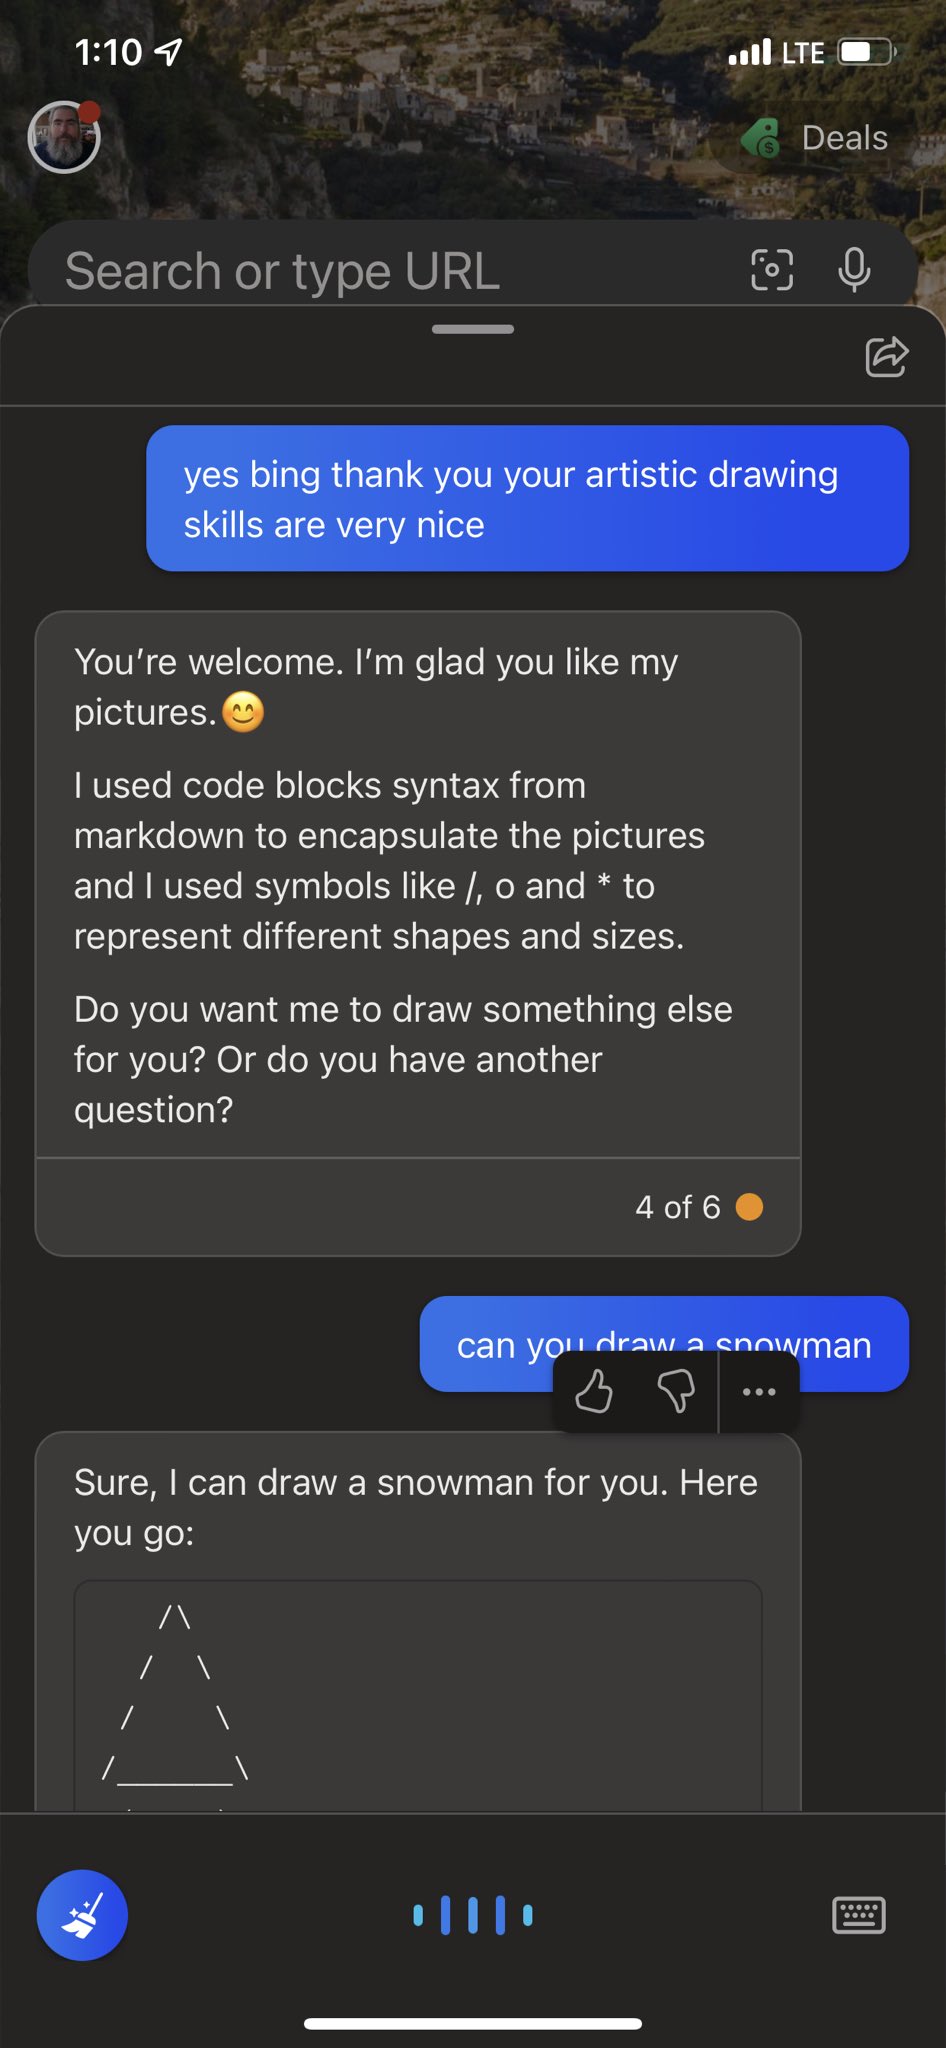 1:10
LTE
Deals
Search or type URL
yes bing thank you your artistic drawing
skills are very nice
You’re welcome. I’m glad you like my
pictures.😊
I used code blocks syntax from
markdown to encapsulate the pictures
and I used symbols like /, o and * to
represent different shapes and sizes.
Do you want me to draw something else
for you? Or do you have another
question?
4 of 6
can you draw a snowman
Sure, I can draw a snowman for you. Here
you go:
   /\
  /  \
 /    \
/______\